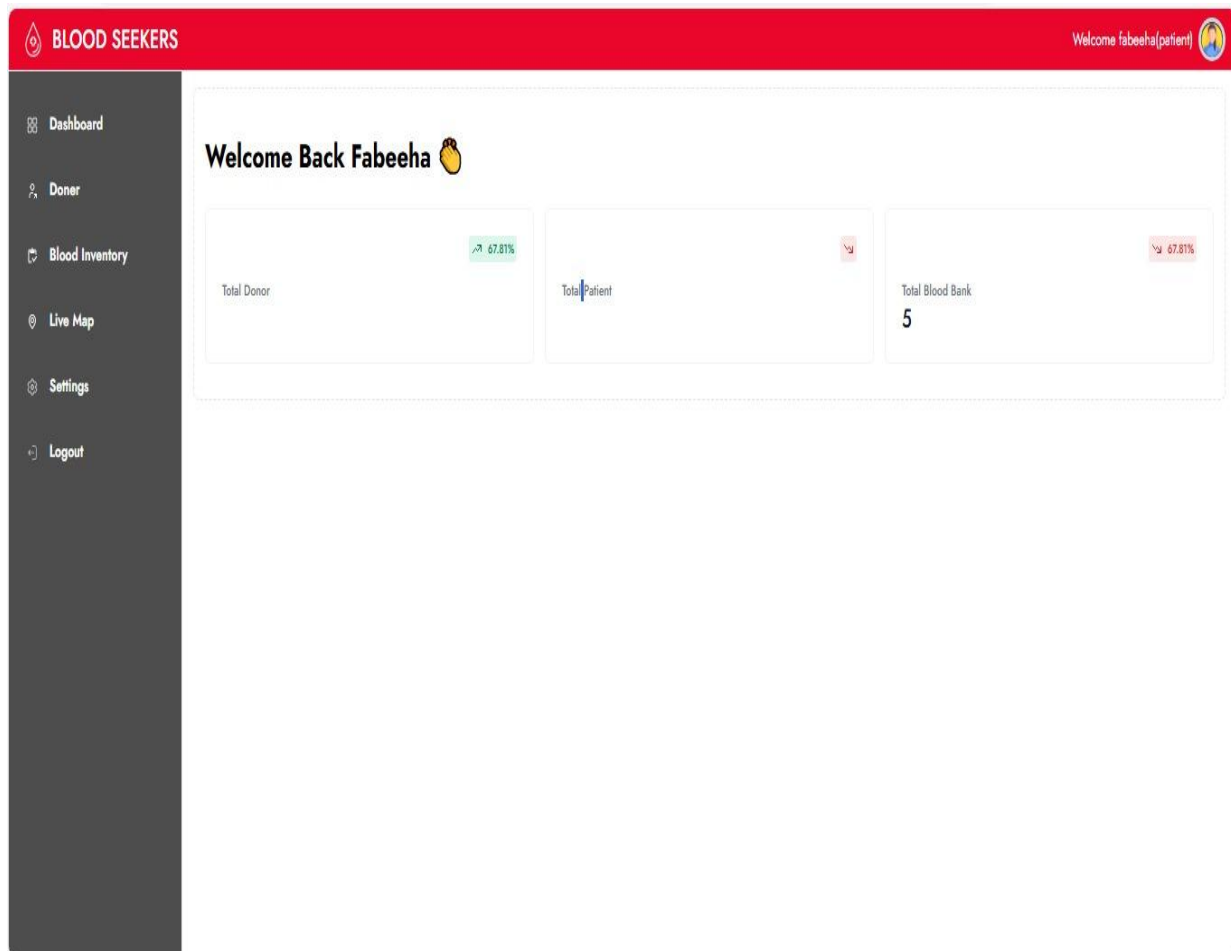 BLOOD SEEKERS
Welcome fabeeha(patient)
Dashboard
Doner
Blood Inventory
Live Map
Settings
Logout
Welcome Back Fabeeha
67.81%
Total Donor
Total Patient
67.81%
Total Blood Bank
5